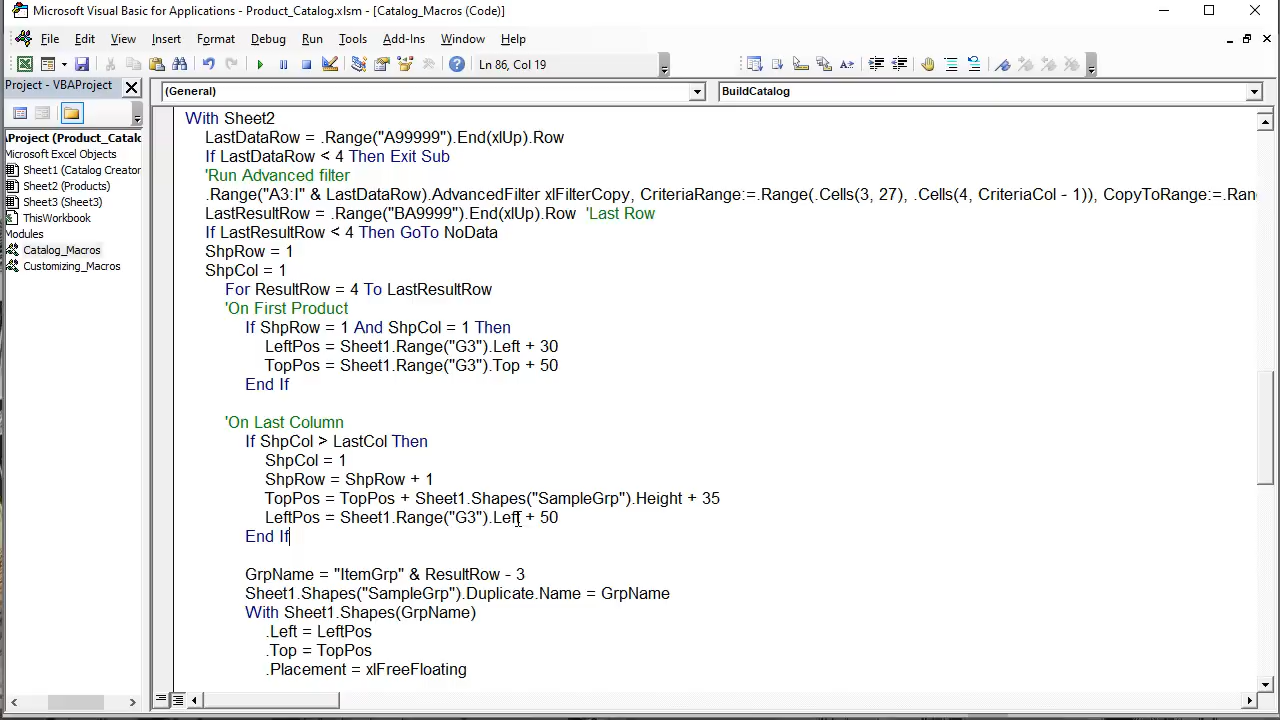 Microsoft Visual Basic for Applications - Product_Catalog.xlsm - [Catalog_Macros (Code)]
File Edit View Insert Format Debug Run Tools Add-Ins Window Help
Ln 86, Col 19
Project - VBAProject
(General)
BuildCatalog
AProject (Product_Catalo
Microsoft Excel Objects
Sheet1 (Catalog Creator
Sheet2 (Products)
Sheet3 (Sheet3)
ThisWorkbook
Modules
Catalog_Macros
Customizing_Macros
With Sheet2
LastDataRow = .Range("A99999").End(xlUp).Row
If LastDataRow < 4 Then Exit Sub
'Run Advanced filter
.Range("A3:I" & LastDataRow).AdvancedFilter xlFilterCopy, CriteriaRange:=.Range(.Cells(3, 27), .Cells(4, CriteriaCol - 1)), CopyToRange:=.Ran
LastResultRow = .Range("BA9999").End(xlUp).Row 'Last Row
If LastResultRow < 4 Then GoTo NoData
ShpRow = 1
ShpCol = 1
For ResultRow = 4 To LastResultRow
'On First Product
If ShpRow = 1 And ShpCol = 1 Then
LeftPos = Sheet1.Range("G3").Left + 30
TopPos = Sheet1.Range("G3").Top + 50
End If
'On Last Column
If ShpCol > LastCol Then
ShpCol = 1
ShpRow = ShpRow + 1
TopPos = TopPos + Sheet1.Shapes("SampleGrp").Height + 35
LeftPos = Sheet1.Range("G3").Left + 50
End If
GrpName = "ItemGrp" & ResultRow - 3
Sheet1.Shapes("SampleGrp").Duplicate.Name = GrpName
With Sheet1.Shapes(GrpName)
.Left = LeftPos
.Top = TopPos
.Placement = xlFreeFloating